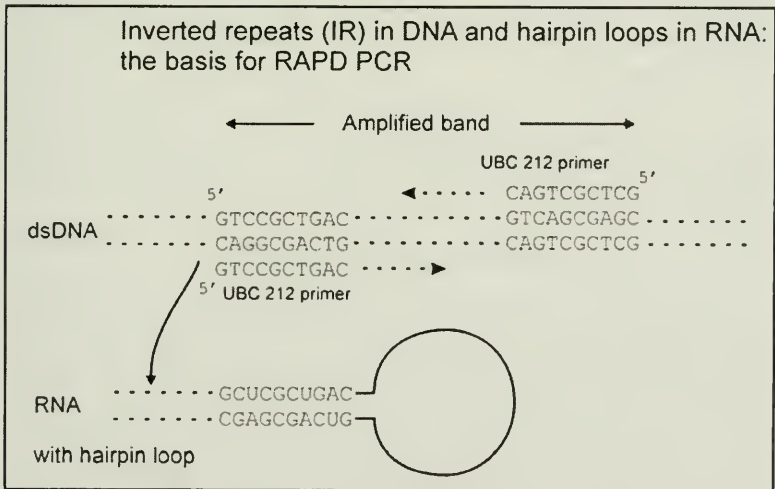 Inverted repeats (IR) in DNA and hairpin loops in RNA:
the basis for RAPD PCR
Amplified band
UBC 212 primer
5'
CAGTCGCTCG
5'
GTCCGCTGAC
GTCAGCGAGC
dsDNA
CAGGCGACTG
CAGTCGCTCG
GTCCGCTGAC
5' UBC 212 primer
RNA
GCUCGCUGAC
CGAGCGACUG
with hairpin loop